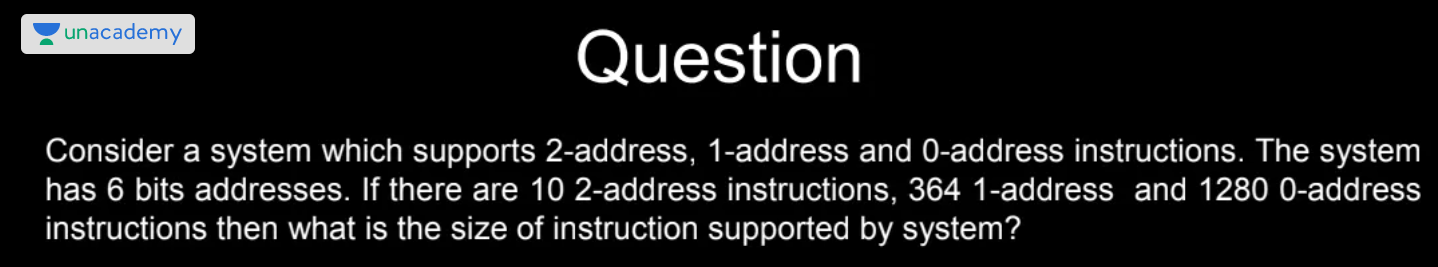 unacademy
Question
Consider a system which supports 2-address, 1-address and 0-address instructions. The system
has 6 bits addresses. If there are 10 2-address instructions, 364 1-address and 1280 0-address
instructions then what is the size of instruction supported by system?